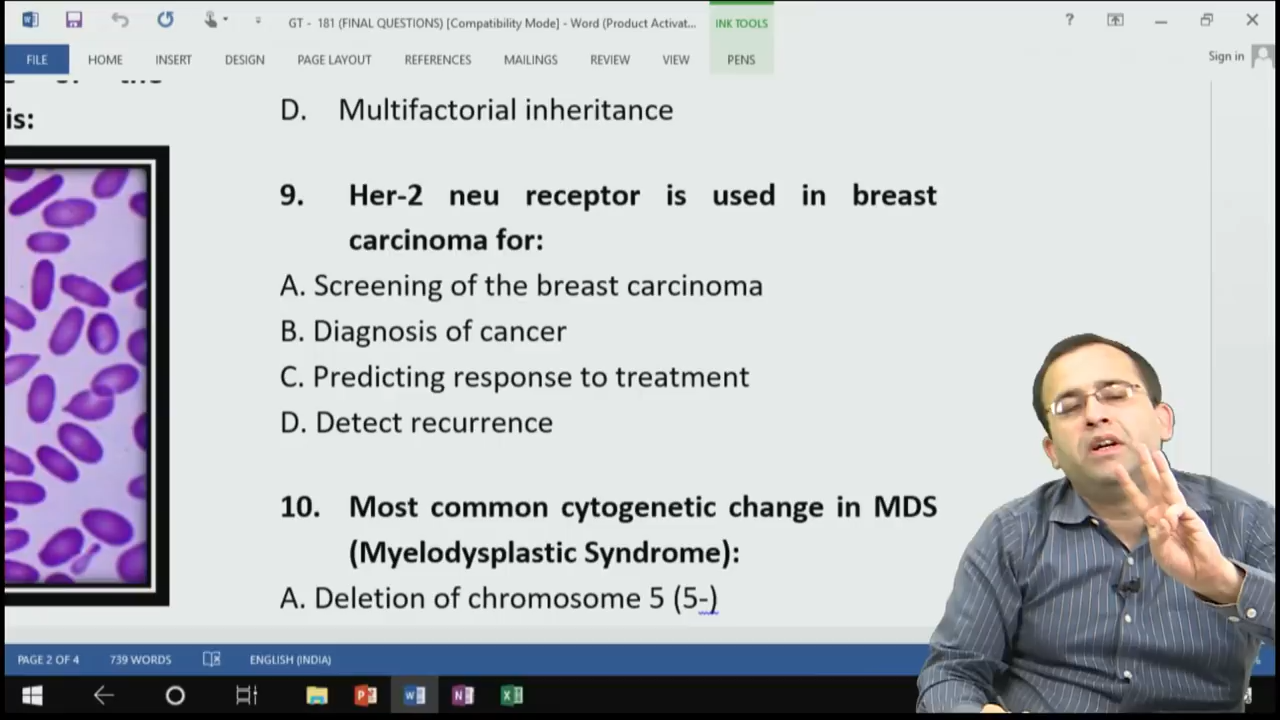 GT - 181 (FINAL QUESTIONS) [Compatibility Mode] - Word (Product Activat...
INK TOOLS
?
FILE HOME INSERT DESIGN PAGE LAYOUT REFERENCES MAILINGS REVIEW VIEW PENS
Sign in
is:
D. Multifactorial inheritance
9. Her-2 neu receptor is used in breast
carcinoma for:
A. Screening of the breast carcinoma
B. Diagnosis of cancer
C. Predicting response to treatment
D. Detect recurrence
10. Most common cytogenetic change in MDS
(Myelodysplastic Syndrome):
A. Deletion of chromosome 5 (5-)
PAGE 2 OF 4 739 WORDS ENGLISH (INDIA)